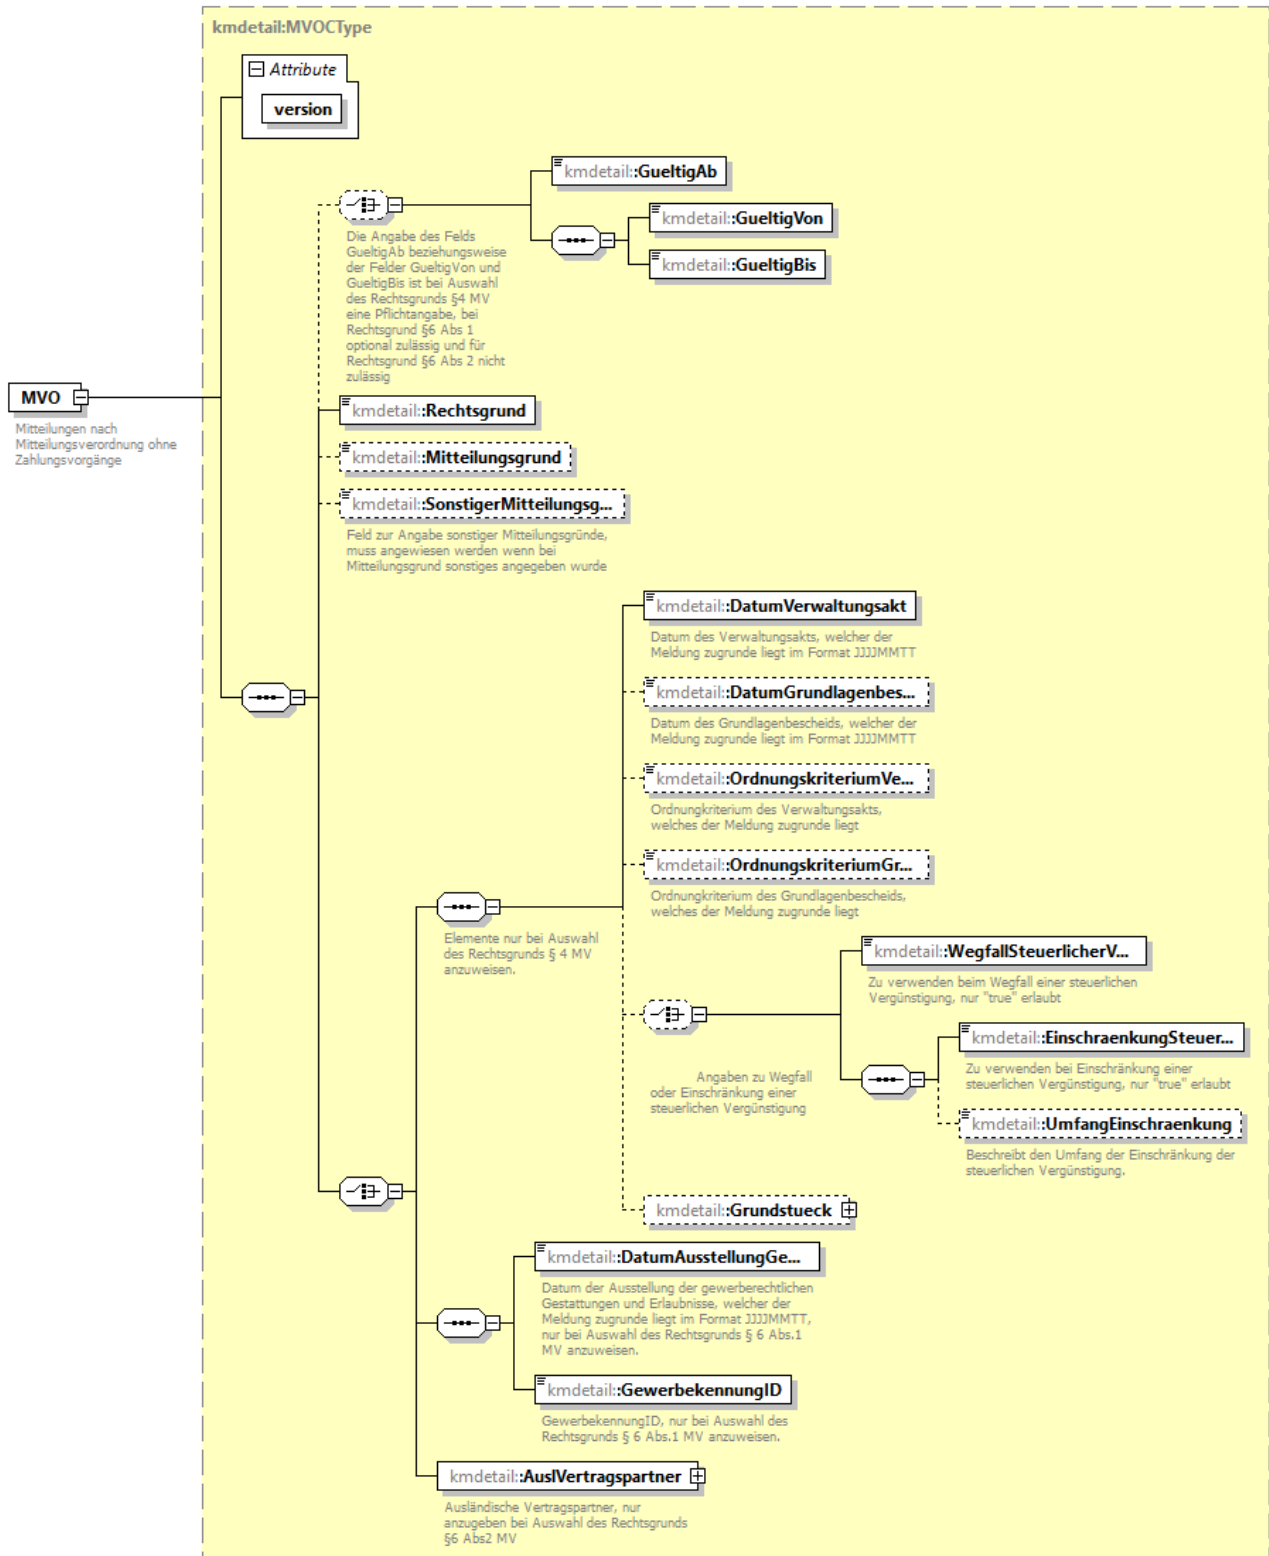 kmdetail:MVOCType
Attribute
version
kmdetail::GueltigAb
kmdetail::GueltigVon
kmdetail::GueltigBis
Die Angabe des Felds
GueltigAb beziehungsweise
der Felder GueltigVon und
GueltigBis ist bei Auswahl
des Rechtsgrunds §4 MV
eine Pflichtangabe, bei
Rechtsgrund §6 Abs 1
optional zulässig und für
Rechtsgrund §6 Abs 2 nicht
zulässig
MVO
Mitteilungen nach
Mitteilungsverordnung ohne
Zahlungsvorgänge
kmdetail::Rechtsgrund
kmdetail::Mitteilungsgrund
kmdetail::SonstigerMitteilungsg...
Feld zur Angabe sonstiger Mitteilungsgründe,
muss angewiesen werden wenn bei
Mitteilungsgrund sonstiges angegeben wurde
kmdetail::DatumVerwaltungsakt
Datum des Verwaltungsakts, welcher der
Meldung zugrunde liegt im Format JJJJMMTT
kmdetail::DatumGrundlagenbes...
Datum des Grundlagenbescheids, welcher der
Meldung zugrunde liegt im Format JJJJMMTT
kmdetail::OrdnungskriteriumVe...
Ordnungkriterium des Verwaltungsakts,
welches der Meldung zugrunde liegt
kmdetail::OrdnungskriteriumGr...
Ordnungkriterium des Grundlagenbescheids,
welches der Meldung zugrunde liegt
Elemente nur bei Auswahl
des Rechtsgrunds § 4 MV
anzuweisen.
kmdetail::WegfallSteuerlicherV...
Zu verwenden beim Wegfall einer steuerlichen
Vergünstigung, nur "true" erlaubt
kmdetail::EinschraenkungSteuer...
Zu verwenden bei Einschränkung einer
steuerlichen Vergünstigung, nur "true" erlaubt
Angaben zu Wegfall
oder Einschränkung einer
steuerlichen Vergünstigung
kmdetail::UmfangEinschraenkung
Beschreibt den Umfang der Einschränkung der
steuerlichen Vergünstigung.
kmdetail::Grundstueck
kmdetail::DatumAusstellungGe...
Datum der Ausstellung der gewerberechtlichen
Gestattungen und Erlaubnisse, welcher der
Meldung zugrunde liegt im Format JJJJMMTT,
nur bei Auswahl des Rechtsgrunds § 6 Abs.1
MV anzuweisen.
kmdetail::GewerbekennungID
GewerbekennungID, nur bei Auswahl des
Rechtsgrunds § 6 Abs.1 MV anzuweisen.
kmdetail::AuslVertragspartner
Ausländische Vertragspartner, nur
anzugeben bei Auswahl des Rechtsgrunds
§6 Abs2 MV